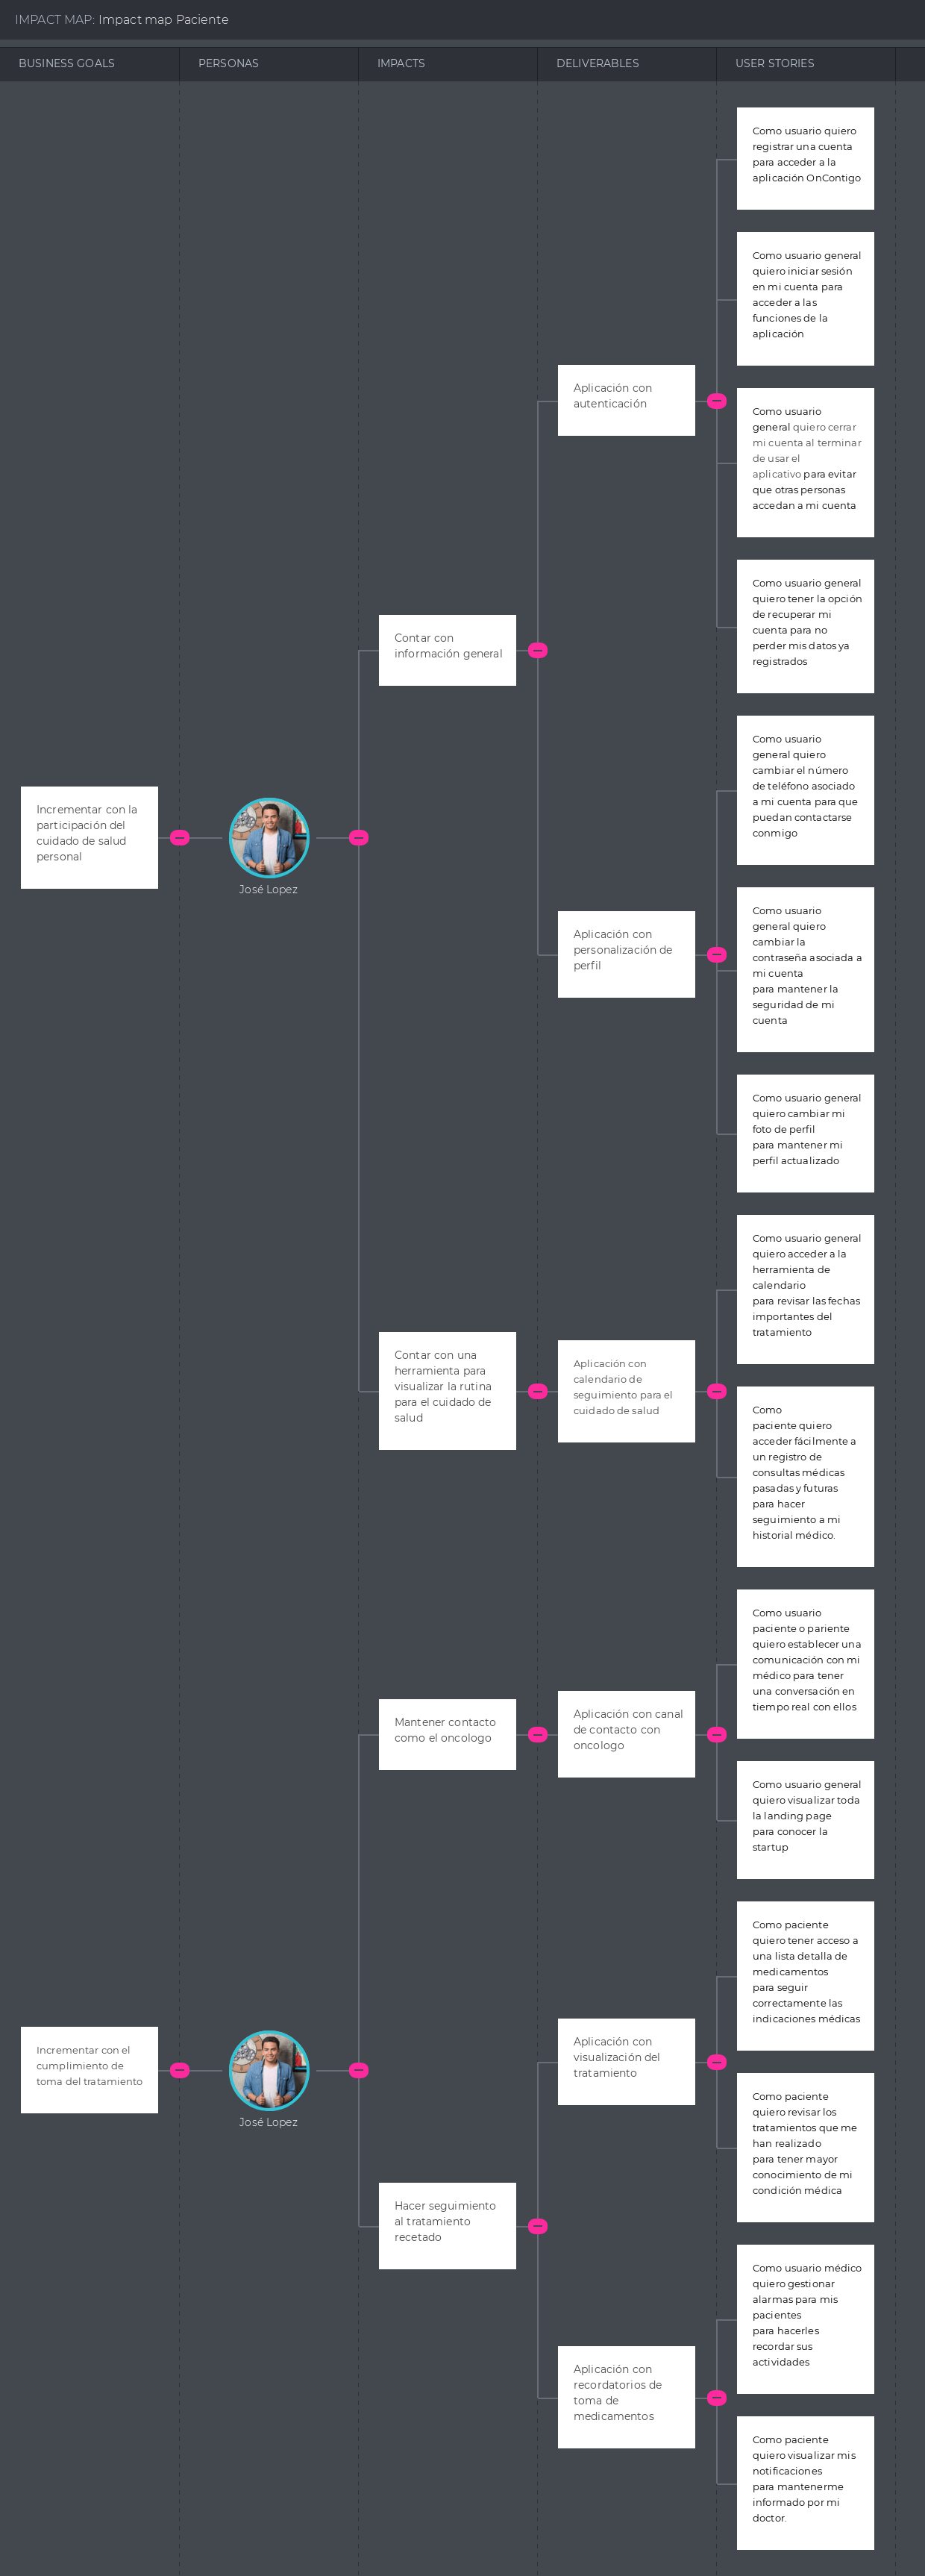 IMPACT MAP: Impact map Paciente
BUSINESS GOALS
PERSONAS
IMPACTS
DELIVERABLES
USER STORIES
Como usuario quiero
registrar una cuenta
para acceder a la
aplicación OnContigo
Como usuario general
quiero iniciar sesión
en mi cuenta para
acceder a las
funciones de la
aplicación
Aplicación con
autenticación
Como usuario
general quiero cerrar
mi cuenta al terminar
de usar el
aplicativo para evitar
que otras personas
accedan a mi cuenta
Como usuario general
quiero tener la opción
de recuperar mi
cuenta para no
perder mis datos ya
registrados
Contar con
información general
Como usuario
general quiero
cambiar el número
de teléfono asociado
a mi cuenta para que
puedan contactarse
conmigo
Incrementar con la
participación del
cuidado de salud
personal
José Lopez
Aplicación con
personalización de
perfil
Como usuario
general quiero
cambiar la
contraseña asociada a
mi cuenta
para mantener la
seguridad de mi
cuenta
Como usuario general
quiero cambiar mi
foto de perfil
para mantener mi
perfil actualizado
Como usuario general
quiero acceder a la
herramienta de
calendario
para revisar las fechas
importantes del
tratamiento
Contar con una
herramienta para
visualizar la rutina
para el cuidado de
salud
Aplicación con
calendario de
seguimiento para el
cuidado de salud
Como
paciente quiero
acceder fácilmente a
un registro de
consultas médicas
pasadas y futuras
para hacer
seguimiento a mi
historial médico.
Como usuario
paciente o pariente
quiero establecer una
comunicación con mi
médico para tener
una conversación en
tiempo real con ellos
Mantener contacto
como el oncologo
Aplicación con canal
de contacto con
oncologo
Como usuario general
quiero visualizar toda
la landing page
para conocer la
startup
Como paciente
quiero tener acceso a
una lista detalla de
medicamentos
para seguir
correctamente las
indicaciones médicas
Aplicación con
visualización del
tratamiento
Incrementar con el
cumplimiento de
toma del tratamiento
José Lopez
Como paciente
quiero revisar los
tratamientos que me
han realizado
para tener mayor
conocimiento de mi
condición médica
Hacer seguimiento
al tratamiento
recetado
Como usuario médico
quiero gestionar
alarmas para mis
pacientes
para hacerles
recordar sus
actividades
Aplicación con
recordatorios de
toma de
medicamentos
Como paciente
quiero visualizar mis
notificaciones
para mantenerme
informado por mi
doctor.